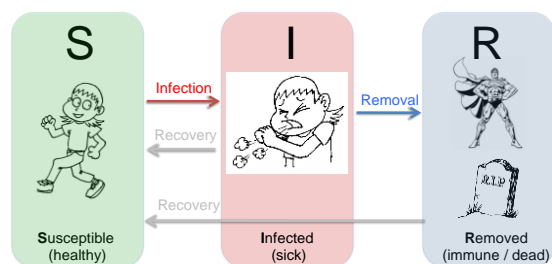 S
I
R
Infection
Removal
Recovery
R.I.P
Recovery
Susceptible
(healthy)
Infected
(sick)
Removed
(immune / dead)